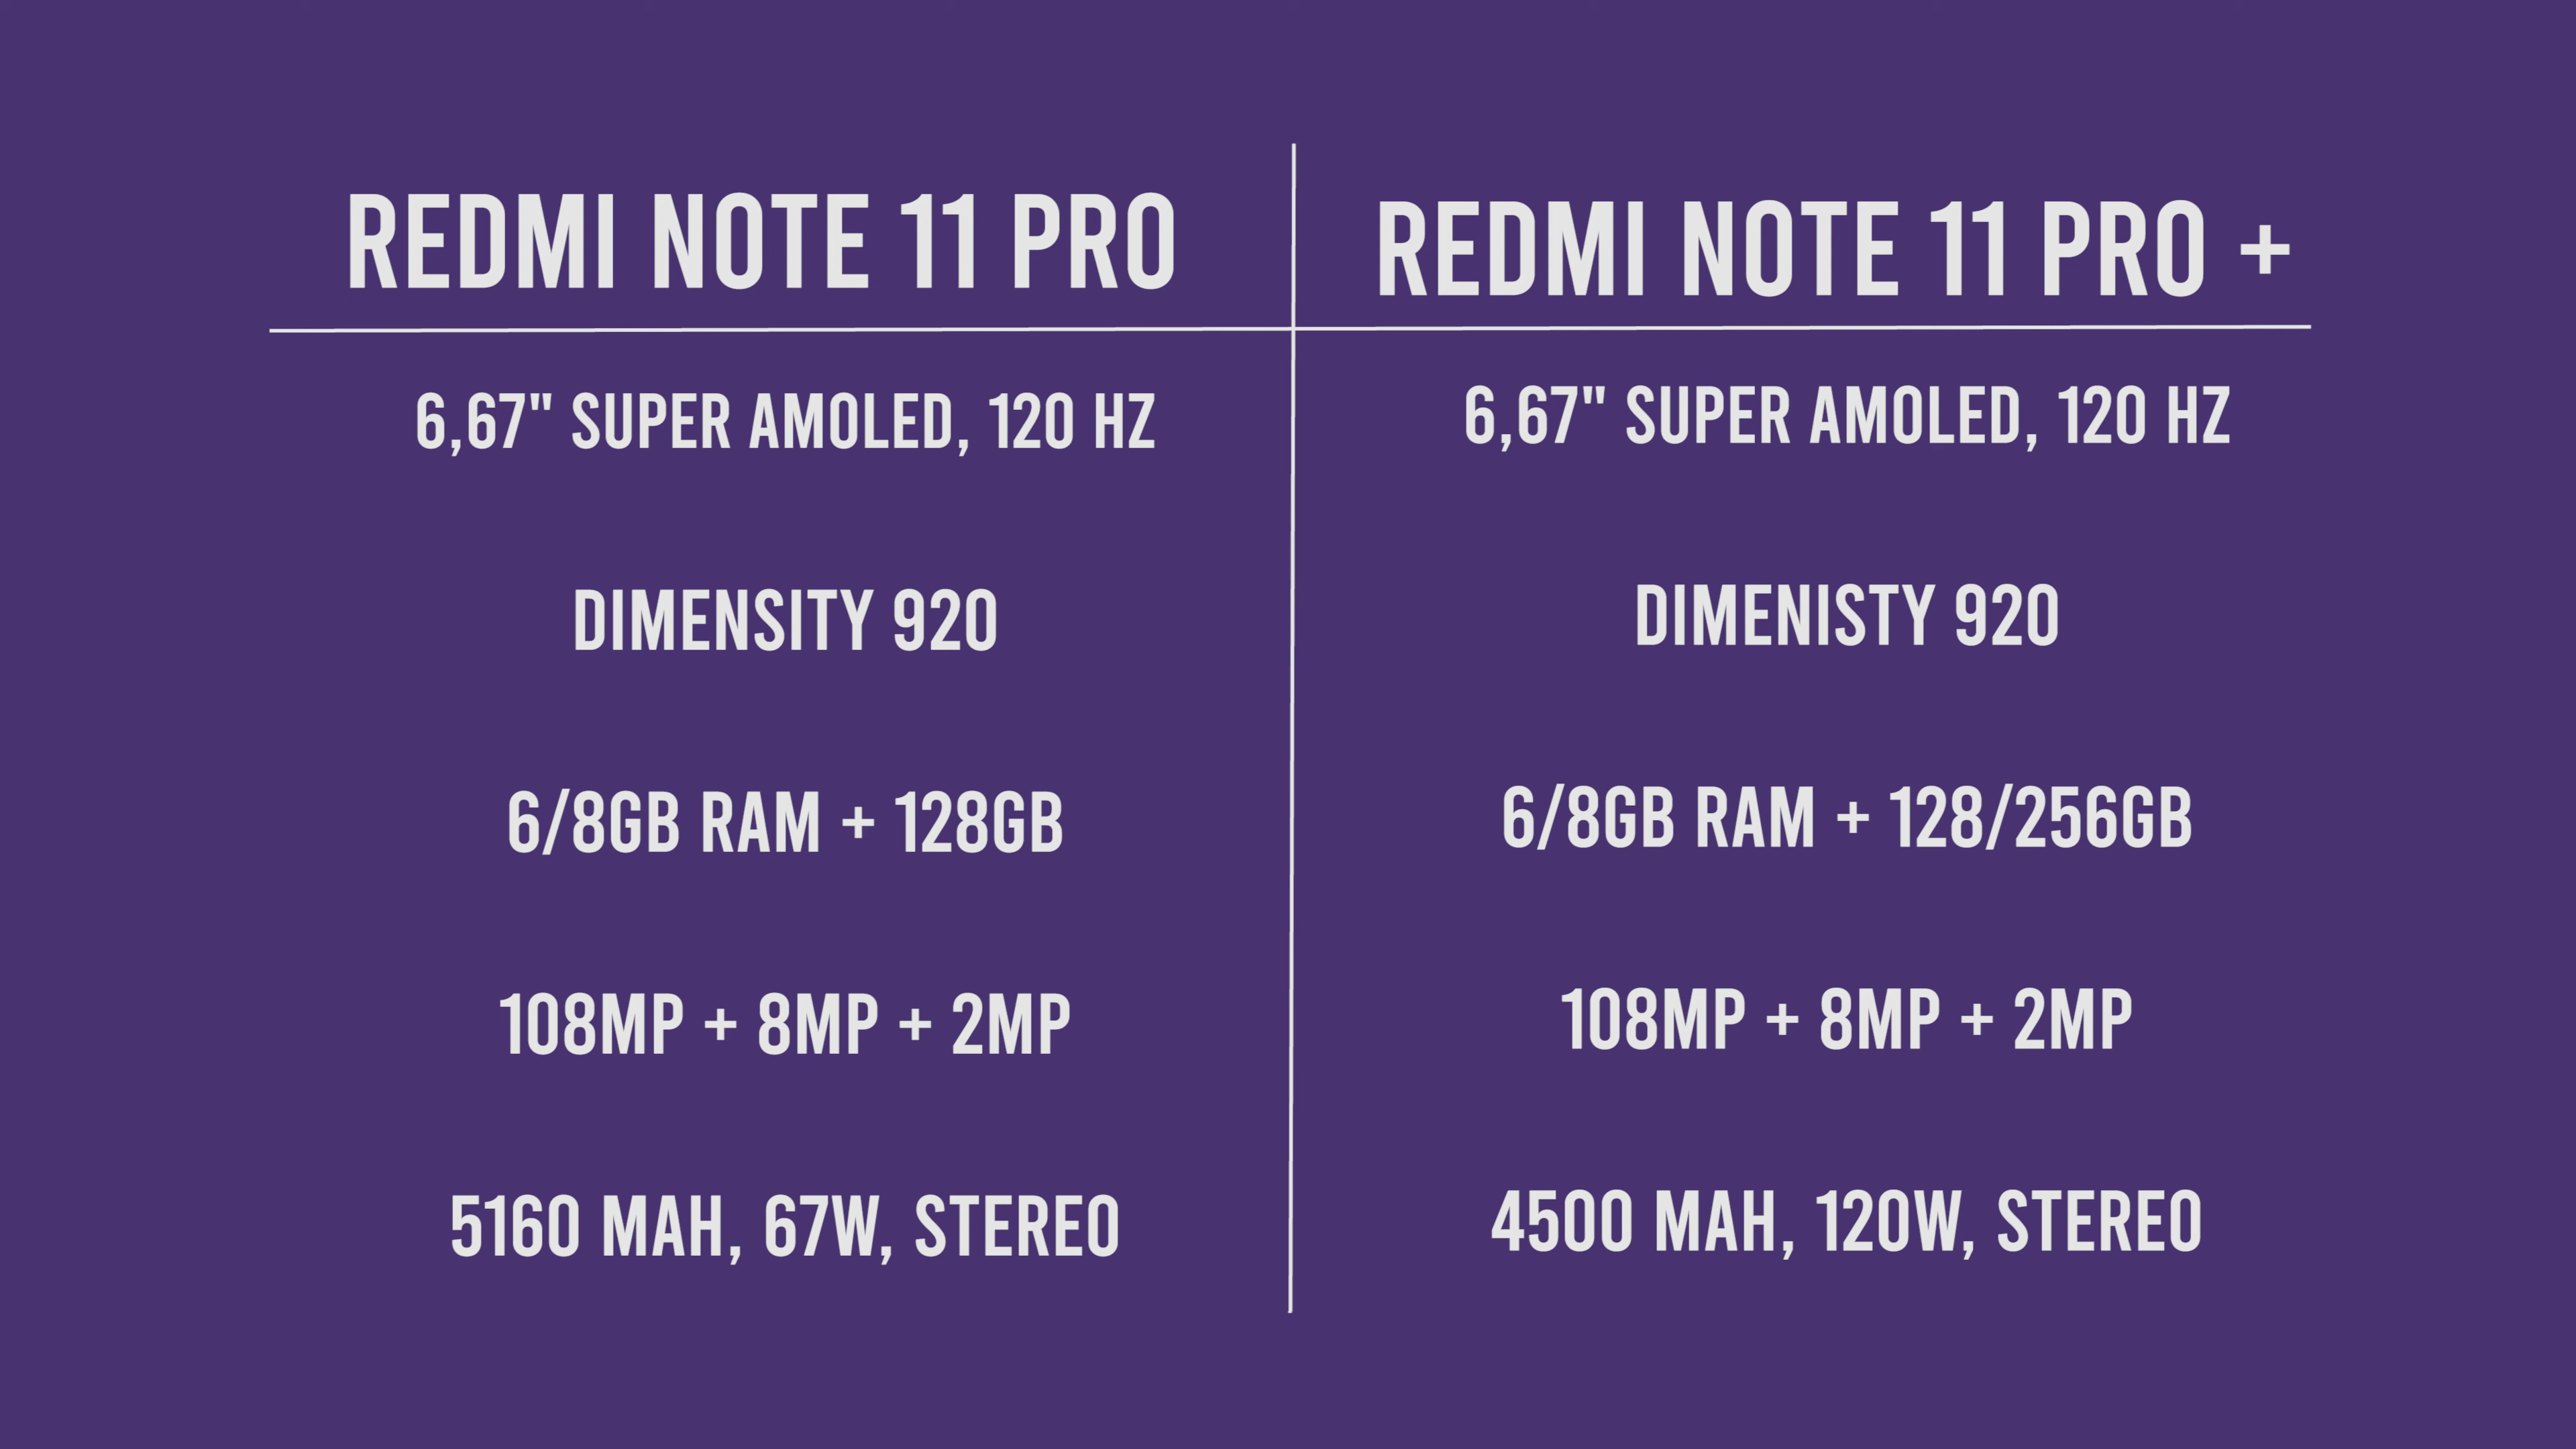 REDMI NOTE 11 PRO
6,67" SUPER AMOLED, 120 HZ
DIMENSITY 920
6/8GB RAM + 128GB
108MP + 8MP + 2MP
5160 MAH, 67W, STEREO
REDMI NOTE 11 PRO +
6,67" SUPER AMOLED, 120 HZ
DIMENISTY 920
6/8GB RAM + 128/256GB
108MP + 8MP + 2MP
4500 MAH, 120W, STEREO